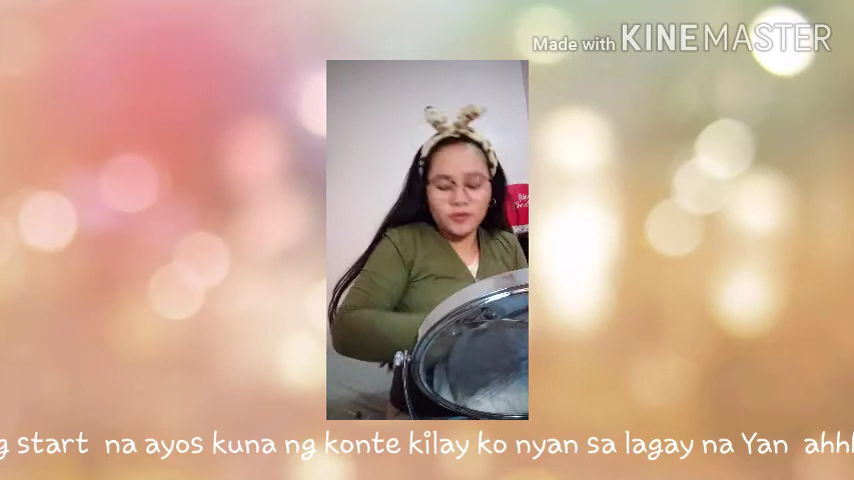 Made with KINEMASTER
g start na ayos kuna ng konte kilay ko nyan sa lagay na Yan ahh